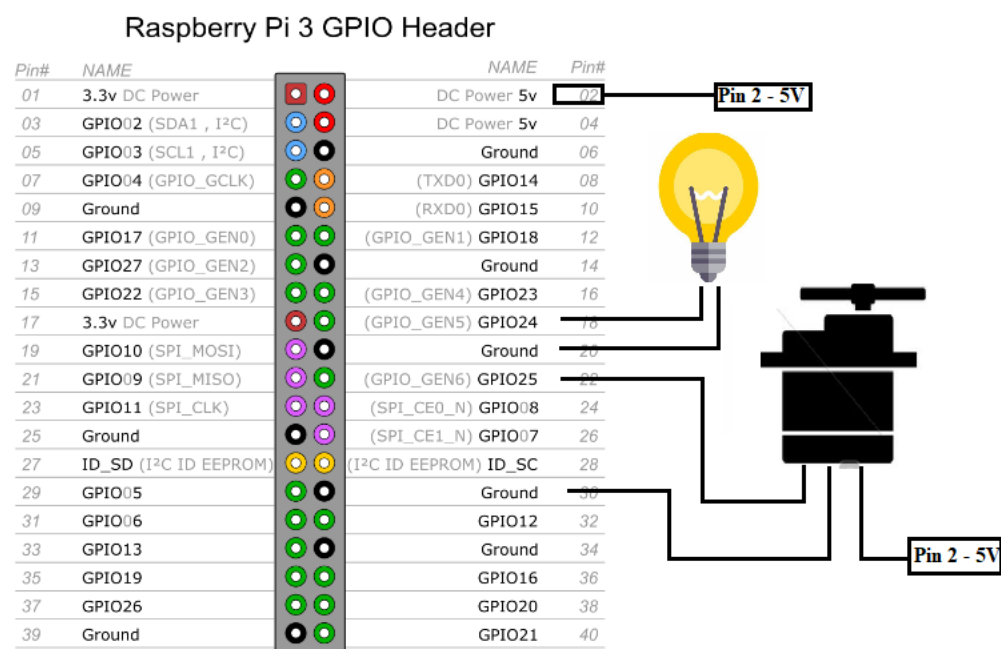 Raspberry Pi 3 GPIO Header
Pin# NAME NAME Pin#
01 3.3v DC Power DC Power 5v 02 Pin 2 - 5V
03 GPIO02 (SDA1 , I²C) DC Power 5v 04
05 GPIO03 (SCL1 , I²C) Ground 06
07 GPIO04 (GPIO_GCLK) (TXD0) GPIO14 08
09 Ground (RXD0) GPIO15 10
11 GPIO17 (GPIO_GEN0) (GPIO_GEN1) GPIO18 12
13 GPIO27 (GPIO_GEN2) Ground 14
15 GPIO22 (GPIO_GEN3) (GPIO_GEN4) GPIO23 16
17 3.3v DC Power (GPIO_GEN5) GPIO24 18
19 GPIO10 (SPI_MOSI) Ground 20
21 GPIO09 (SPI_MISO) (GPIO_GEN6) GPIO25 22
23 GPIO11 (SPI_CLK) (SPI_CE0_N) GPIO08 24
25 Ground (SPI_CE1_N) GPIO07 26
27 ID_SD (I²C ID EEPROM) (I²C ID EEPROM) ID_SC 28
29 GPIO05 Ground 30
31 GPIO06 GPIO12 32
33 GPIO13 Ground 34 Pin 2 - 5V
35 GPIO19 GPIO16 36
37 GPIO26 GPIO20 38
39 Ground GPIO21 40